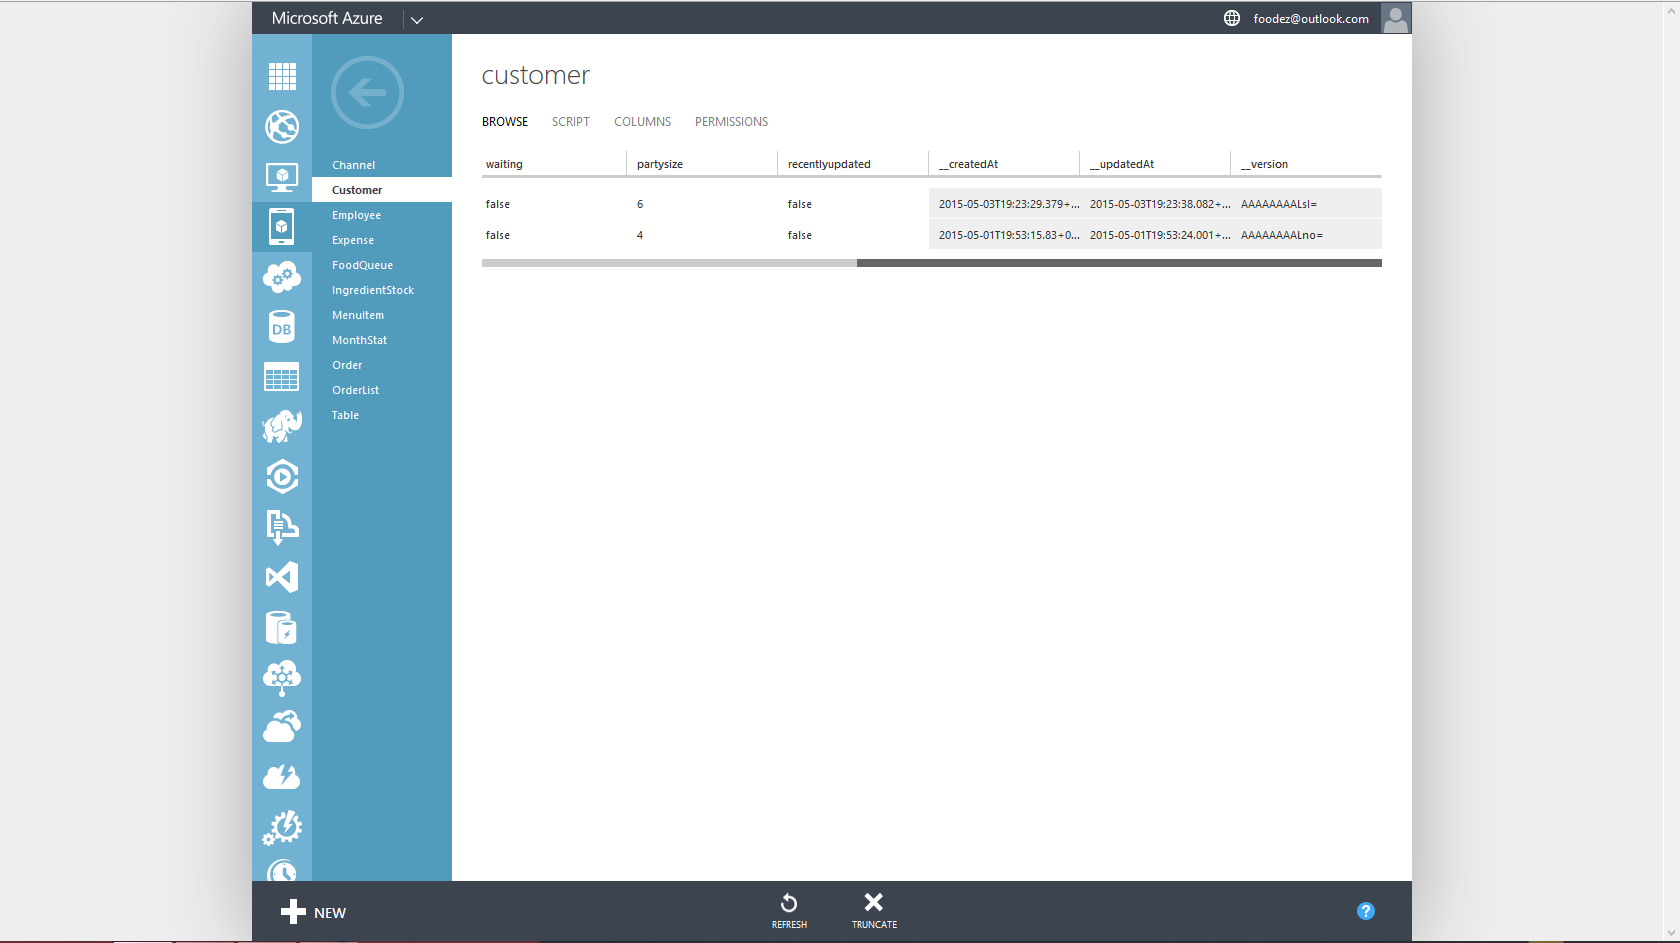 Microsoft Azure
foodez@outlook.com
customer
BROWSE SCRIPT COLUMNS PERMISSIONS
Channel
Customer
Employee
Expense
FoodQueue
IngredientStock
MenuItem
MonthStat
Order
OrderList
Table
waiting partysize recentlyupdated __createdAt __updatedAt __version
false 6 false 2015-05-03T19:23:29.379+... 2015-05-03T19:23:38.082+... AAAAAAAALsI=
false 4 false 2015-05-01T19:53:15.83+0... 2015-05-01T19:53:24.001+... AAAAAAAALno=
DB
NEW
REFRESH
TRUNCATE
?